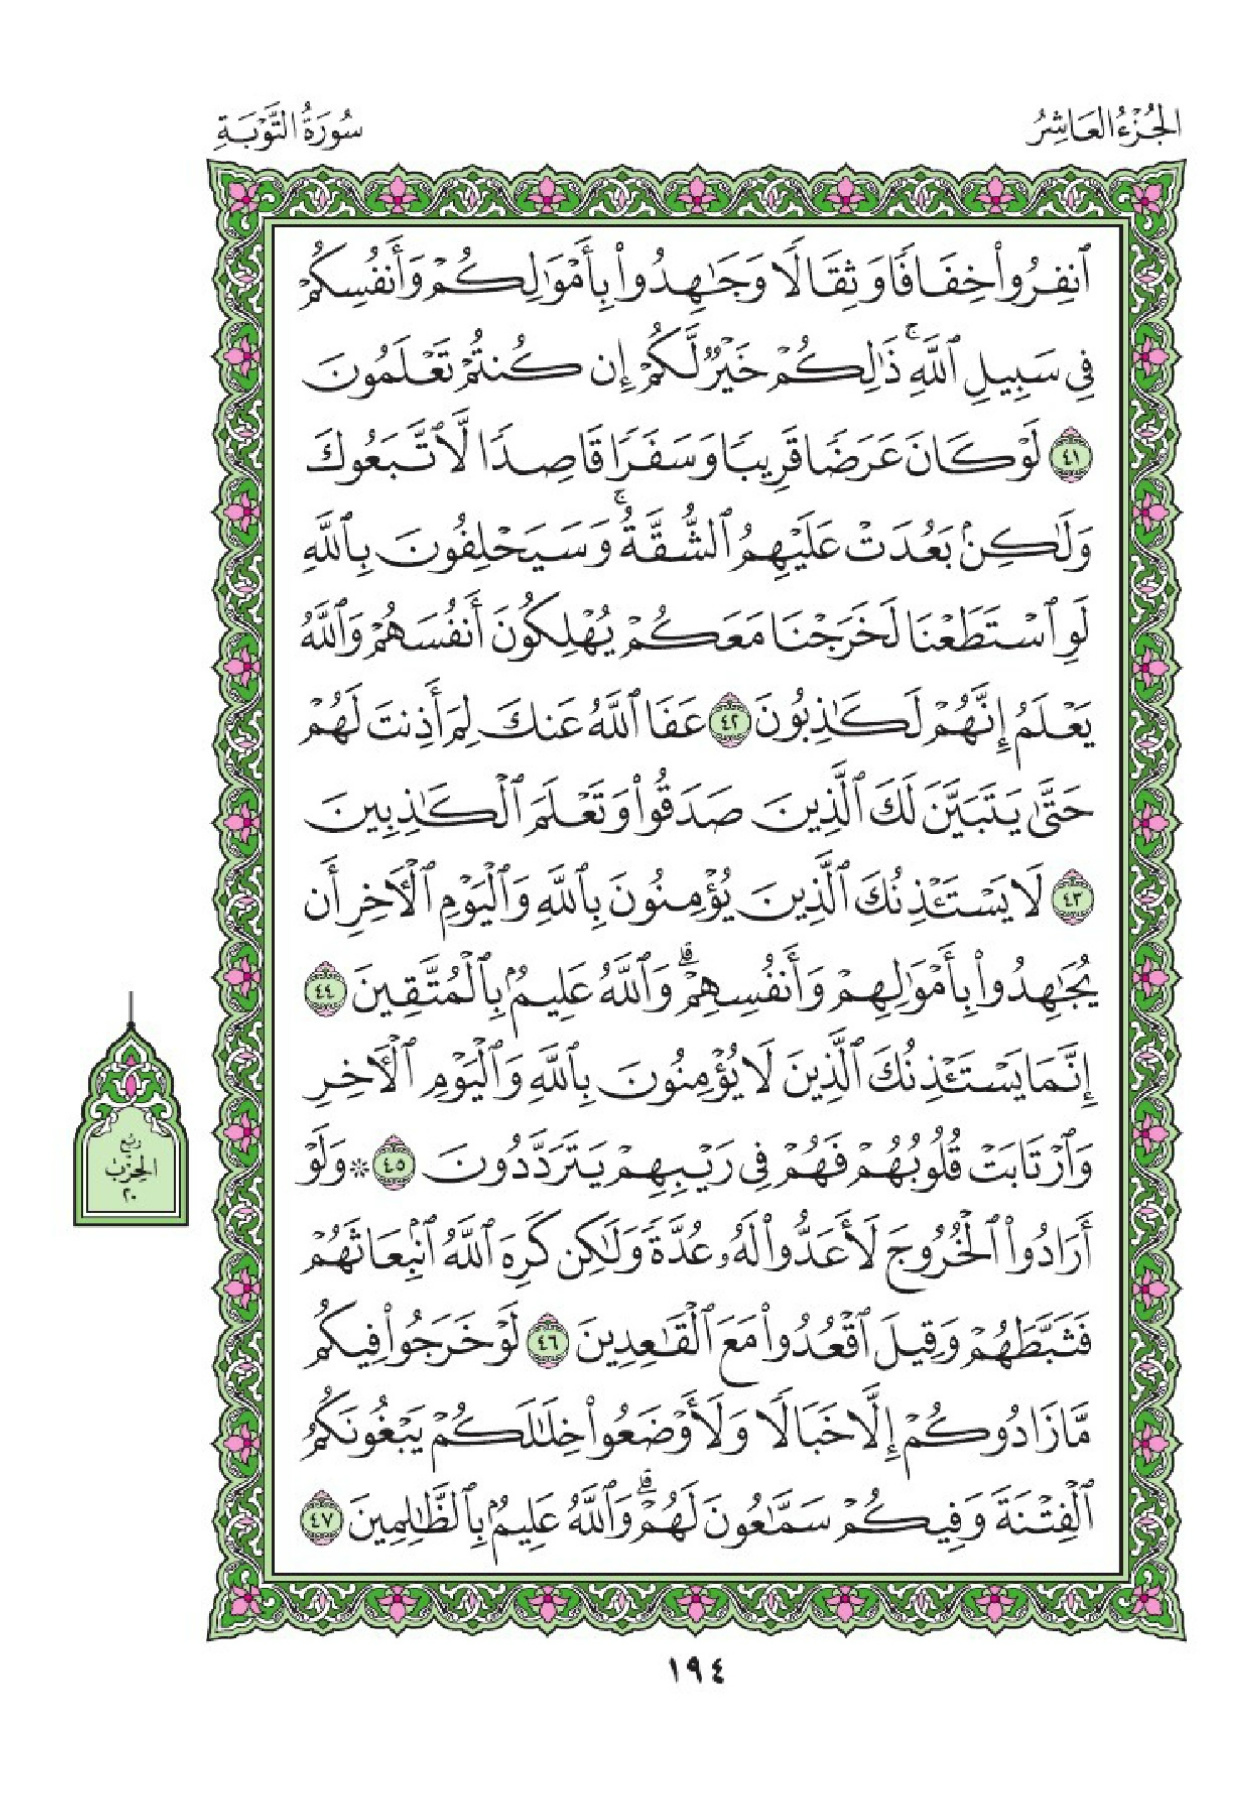 الجُزْءُ العَاشِرُ
سُورَةُ التَّوْبَةِ
ٱنفِرُوا۟ خِفَافًا وَثِقَالًا وَجَٰهِدُوا۟ بِأَمْوَٰلِكُمْ وَأَنفُسِكُمْ
فِى سَبِيلِ ٱللَّهِ ۚ ذَٰلِكُمْ خَيْرٌ لَّكُمْ إِن كُنتُمْ تَعْلَمُونَ
٤١ لَوْ كَانَ عَرَضًا قَرِيبًا وَسَفَرًا قَاصِدًا لَّٱتَّبَعُوكَ
وَلَٰكِنۢ بَعُدَتْ عَلَيْهِمُ ٱلشُّقَّةُ ۚ وَسَيَحْلِفُونَ بِٱللَّهِ
لَوِ ٱسْتَطَعْنَا لَخَرَجْنَا مَعَكُمْ يُهْلِكُونَ أَنفُسَهُمْ وَٱللَّهُ
يَعْلَمُ إِنَّهُمْ لَكَٰذِبُونَ ٤٢ عَفَا ٱللَّهُ عَنكَ لِمَ أَذِنتَ لَهُمْ
حَتَّىٰ يَتَبَيَّنَ لَكَ ٱلَّذِينَ صَدَقُوا۟ وَتَعْلَمَ ٱلْكَٰذِبِينَ
٤٣ لَا يَسْتَـْٔذِنُكَ ٱلَّذِينَ يُؤْمِنُونَ بِٱللَّهِ وَٱلْيَوْمِ ٱلْـَٔاخِرِ أَن
يُجَٰهِدُوا۟ بِأَمْوَٰلِهِمْ وَأَنفُسِهِمْ ۗ وَٱللَّهُ عَلِيمٌۢ بِٱلْمُتَّقِينَ ٤٤
إِنَّمَا يَسْتَـْٔذِنُكَ ٱلَّذِينَ لَا يُؤْمِنُونَ بِٱللَّهِ وَٱلْيَوْمِ ٱلْـَٔاخِرِ
وَٱرْتَابَتْ قُلُوبُهُمْ فَهُمْ فِى رَيْبِهِمْ يَتَرَدَّدُونَ ٤٥ * وَلَوْ
أَرَادُوا۟ ٱلْخُرُوجَ لَأَعَدُّوا۟ لَهُۥ عُدَّةً وَلَٰكِن كَرِهَ ٱللَّهُ ٱنۢبِعَاثَهُمْ
فَثَبَّطَهُمْ وَقِيلَ ٱقْعُدُوا۟ مَعَ ٱلْقَٰعِدِينَ ٤٦ لَوْ خَرَجُوا۟ فِيكُم
مَّا زَادُوكُمْ إِلَّا خَبَالًا وَلَأَوْضَعُوا۟ خِلَٰلَكُمْ يَبْغُونَكُمُ
ٱلْفِتْنَةَ وَفِيكُمْ سَمَّٰعُونَ لَهُمْ ۗ وَٱللَّهُ عَلِيمٌۢ بِٱلظَّٰلِمِينَ ٤٧
ربع
الحزب
٢٠
١٩٤